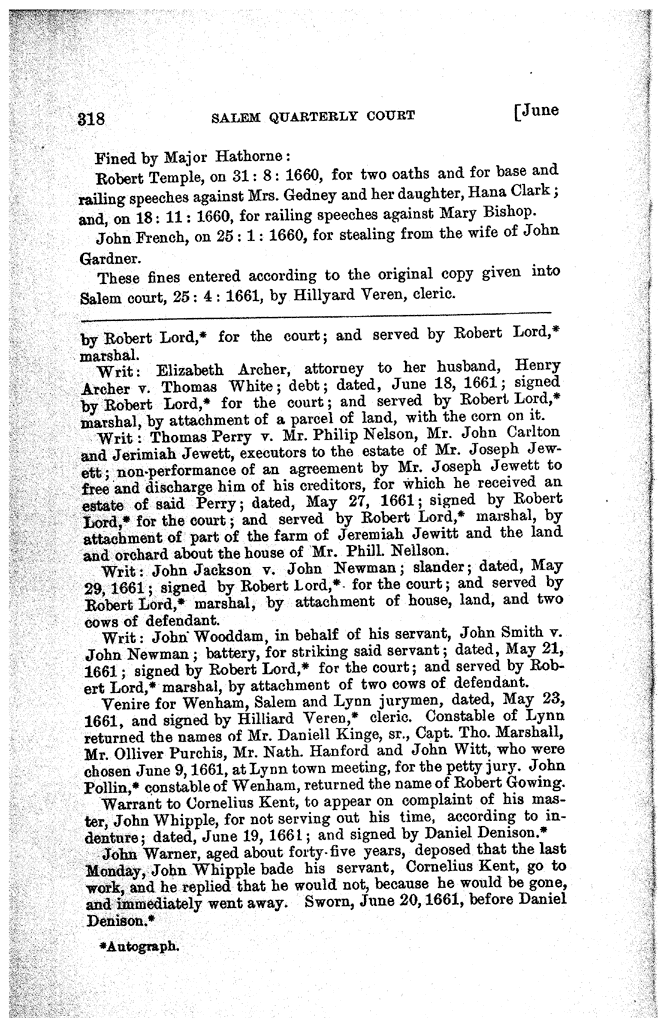 318 SALEM QUARTERLY COURT [June
Fined by Major Hathorne:
Robert Temple, on 31: 8: 1660, for two oaths and for base and
railing speeches against Mrs. Gedney and her daughter, Hana Clark;
and, on 18: 11: 1660, for railing speeches against Mary Bishop.
John French, on 25: 1: 1660, for stealing from the wife of John
Gardner.
These fines entered according to the original copy given into
Salem court, 25: 4: 1661, by Hillyard Veren, cleric.
by Robert Lord,* for the court; and served by Robert Lord,*
marshal.
Writ: Elizabeth Archer, attorney to her husband, Henry
Archer v. Thomas White; debt; dated, June 18, 1661; signed
by Robert Lord,* for the court; and served by Robert Lord,*
marshal, by attachment of a parcel of land, with the corn on it.
Writ: Thomas Perry v. Mr. Philip Nelson, Mr. John Carlton
and Jerimiah Jewett, executors to the estate of Mr. Joseph Jew-
ett; non-performance of an agreement by Mr. Joseph Jewett to
free and discharge him of his creditors, for which he received an
estate of said Perry; dated, May 27, 1661; signed by Robert
Lord,* for the court; and served by Robert Lord,* marshal, by
attachment of part of the farm of Jeremiah Jewitt and the land
and orchard about the house of Mr. Phill. Nellson.
Writ: John Jackson v. John Newman; slander; dated, May
29, 1661; signed by Robert Lord,* for the court; and served by
Robert Lord,* marshal, by attachment of house, land, and two
cows of defendant.
Writ: John Wooddam, in behalf of his servant, John Smith v.
John Newman; battery, for striking said servant; dated, May 21,
1661; signed by Robert Lord,* for the court; and served by Rob-
ert Lord,* marshal, by attachment of two cows of defendant.
Venire for Wenham, Salem and Lynn jurymen, dated, May 23,
1661, and signed by Hilliard Veren,* cleric. Constable of Lynn
returned the names of Mr. Daniell Kinge, sr., Capt. Tho. Marshall,
Mr. Olliver Purchis, Mr. Nath. Hanford and John Witt, who were
chosen June 9, 1661, at Lynn town meeting, for the petty jury. John
Pollin,* constable of Wenham, returned the name of Robert Gowing.
Warrant to Cornelius Kent, to appear on complaint of his mas-
ter, John Whipple, for not serving out his time, according to in-
denture; dated, June 19, 1661; and signed by Daniel Denison.*
John Warner, aged about forty-five years, deposed that the last
Monday, John Whipple bade his servant, Cornelius Kent, go to
work, and he replied that he would not, because he would be gone,
and immediately went away. Sworn, June 20, 1661, before Daniel
Denison.*
*Autograph.